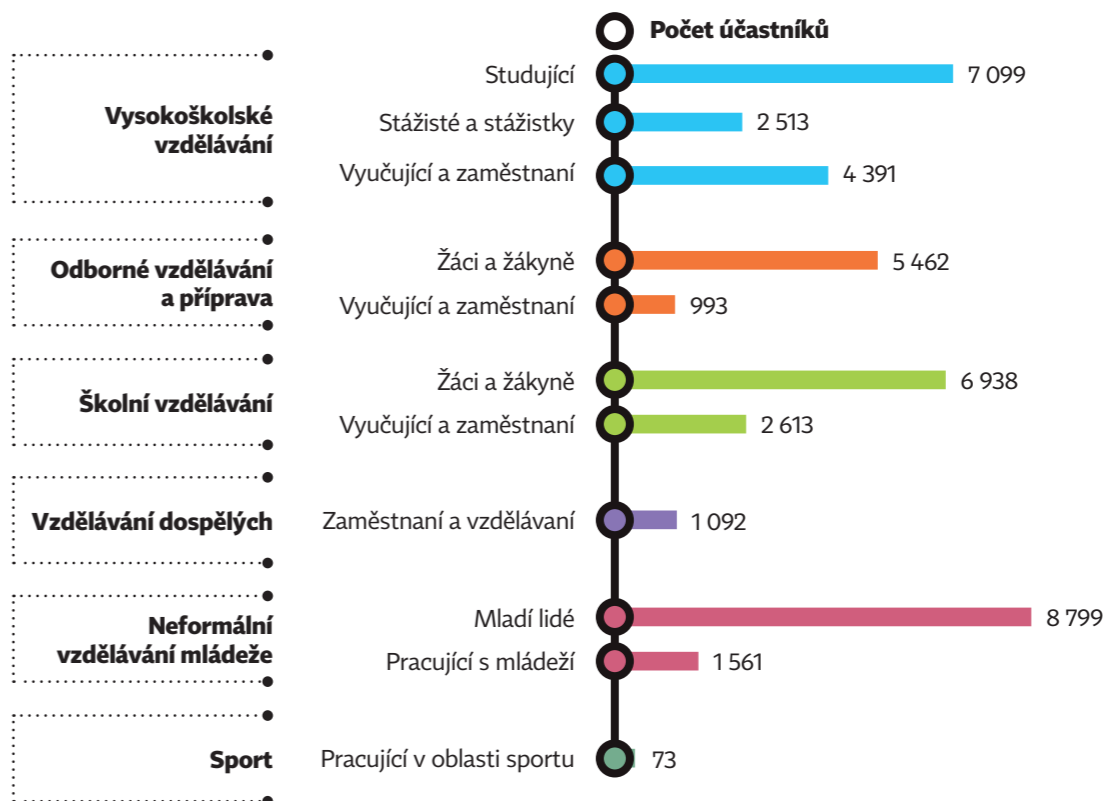 Počet účastníků
Vysokoškolské
vzdělávání
Studující
7 099
Stážisté a stážistky
2 513
Vyučující a zaměstnaní
4 391
Odborné vzdělávání
a příprava
Žáci a žákyně
5 462
Vyučující a zaměstnaní
993
Školní vzdělávání
Žáci a žákyně
6 938
Vyučující a zaměstnaní
2 613
Vzdělávání dospělých
Zaměstnaní a vzdělávaní
1 092
Neformální
vzdělávání mládeže
Mladí lidé
8 799
Pracující s mládeží
1 561
Sport
Pracující v oblasti sportu
73